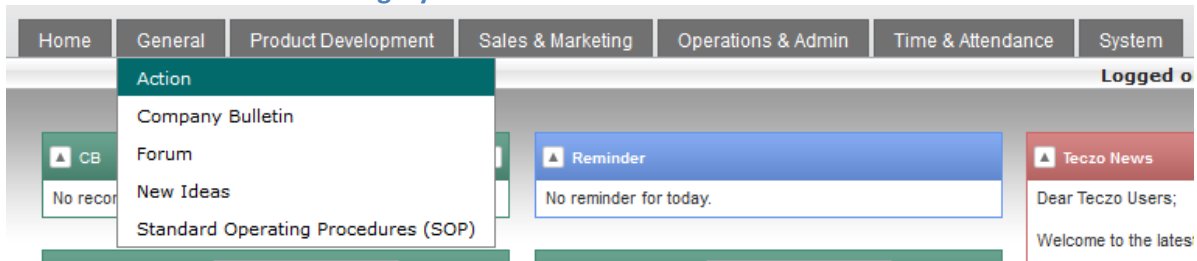 Home General Product Development Sales & Marketing Operations & Admin Time & Attendance System
Action
Logged o
Company Bulletin
Forum
New Ideas
Standard Operating Procedures (SOP)
CB
No recor
Reminder
No reminder for today.
Teczo News
Dear Teczo Users;
Welcome to the latest